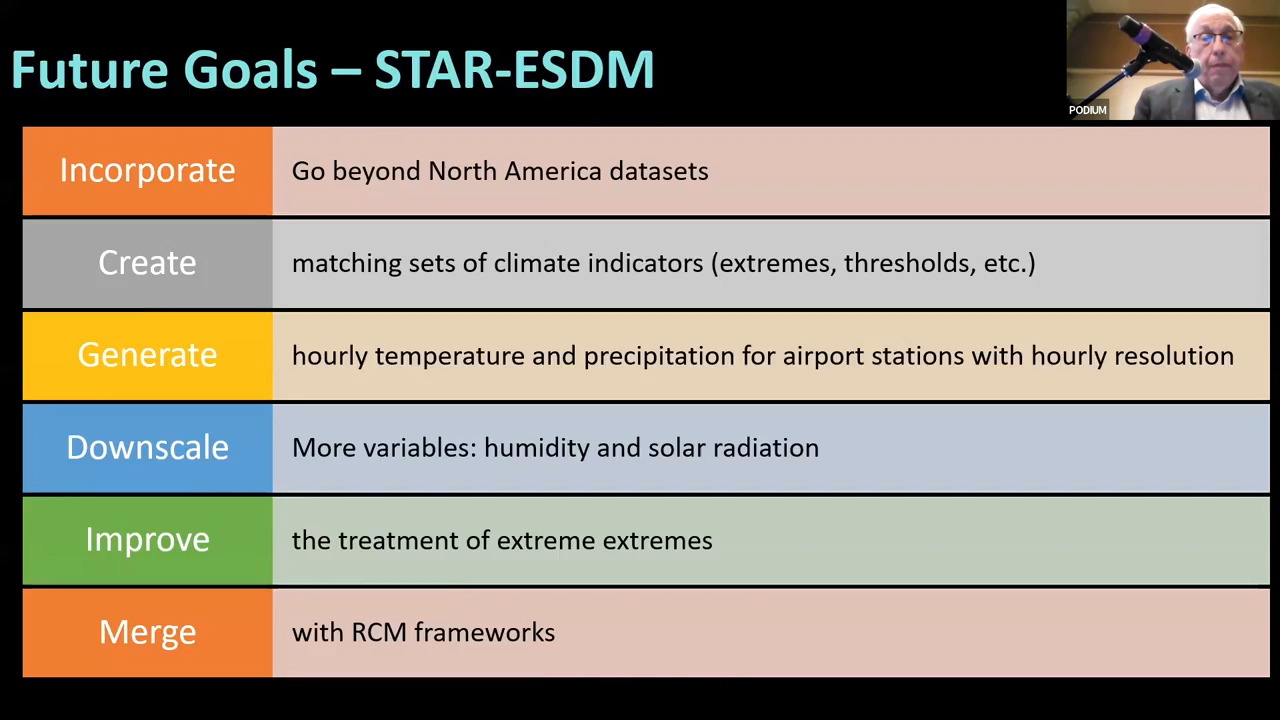 Future Goals – STAR-ESDM
PODIUM
Incorporate
Go beyond North America datasets
Create
matching sets of climate indicators (extremes, thresholds, etc.)
Generate
hourly temperature and precipitation for airport stations with hourly resolution
Downscale
More variables: humidity and solar radiation
Improve
the treatment of extreme extremes
Merge
with RCM frameworks